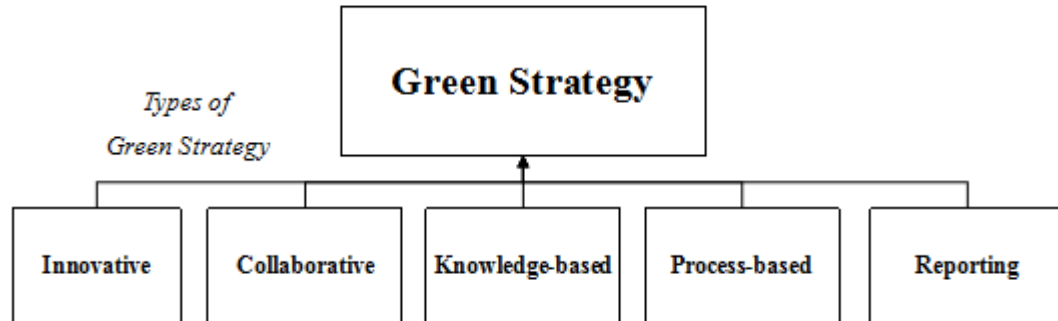 Green Strategy
Types of
Green Strategy
Innovative
Collaborative
Knowledge-based
Process-based
Reporting